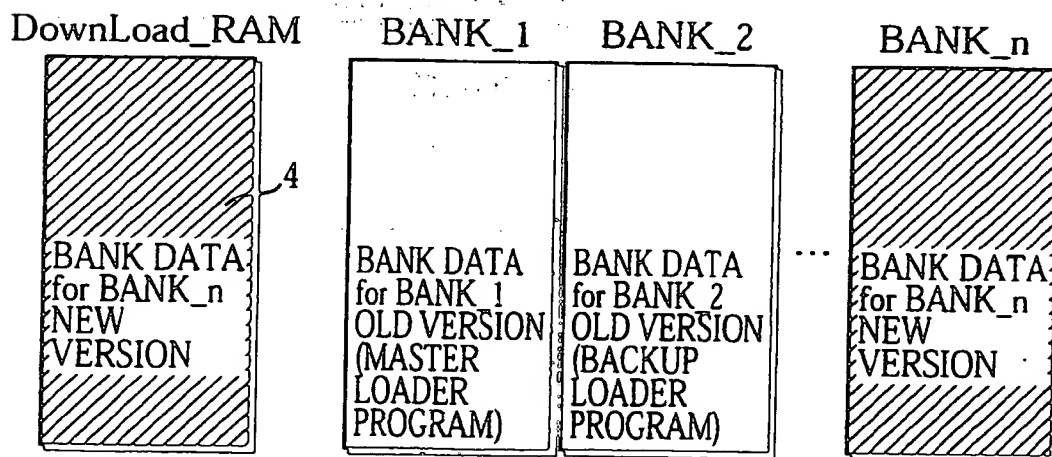 DownLoad_RAM
BANK_1
BANK_2
BANK_n
4
BANK DATA
for BANK_n
NEW
VERSION
BANK DATA
for BANK_1
OLD VERSION
(MASTER
LOADER
PROGRAM)
BANK DATA
for BANK_2
OLD VERSION
(BACKUP
LOADER
PROGRAM)
...
BANK DATA
for BANK_n
NEW
VERSION